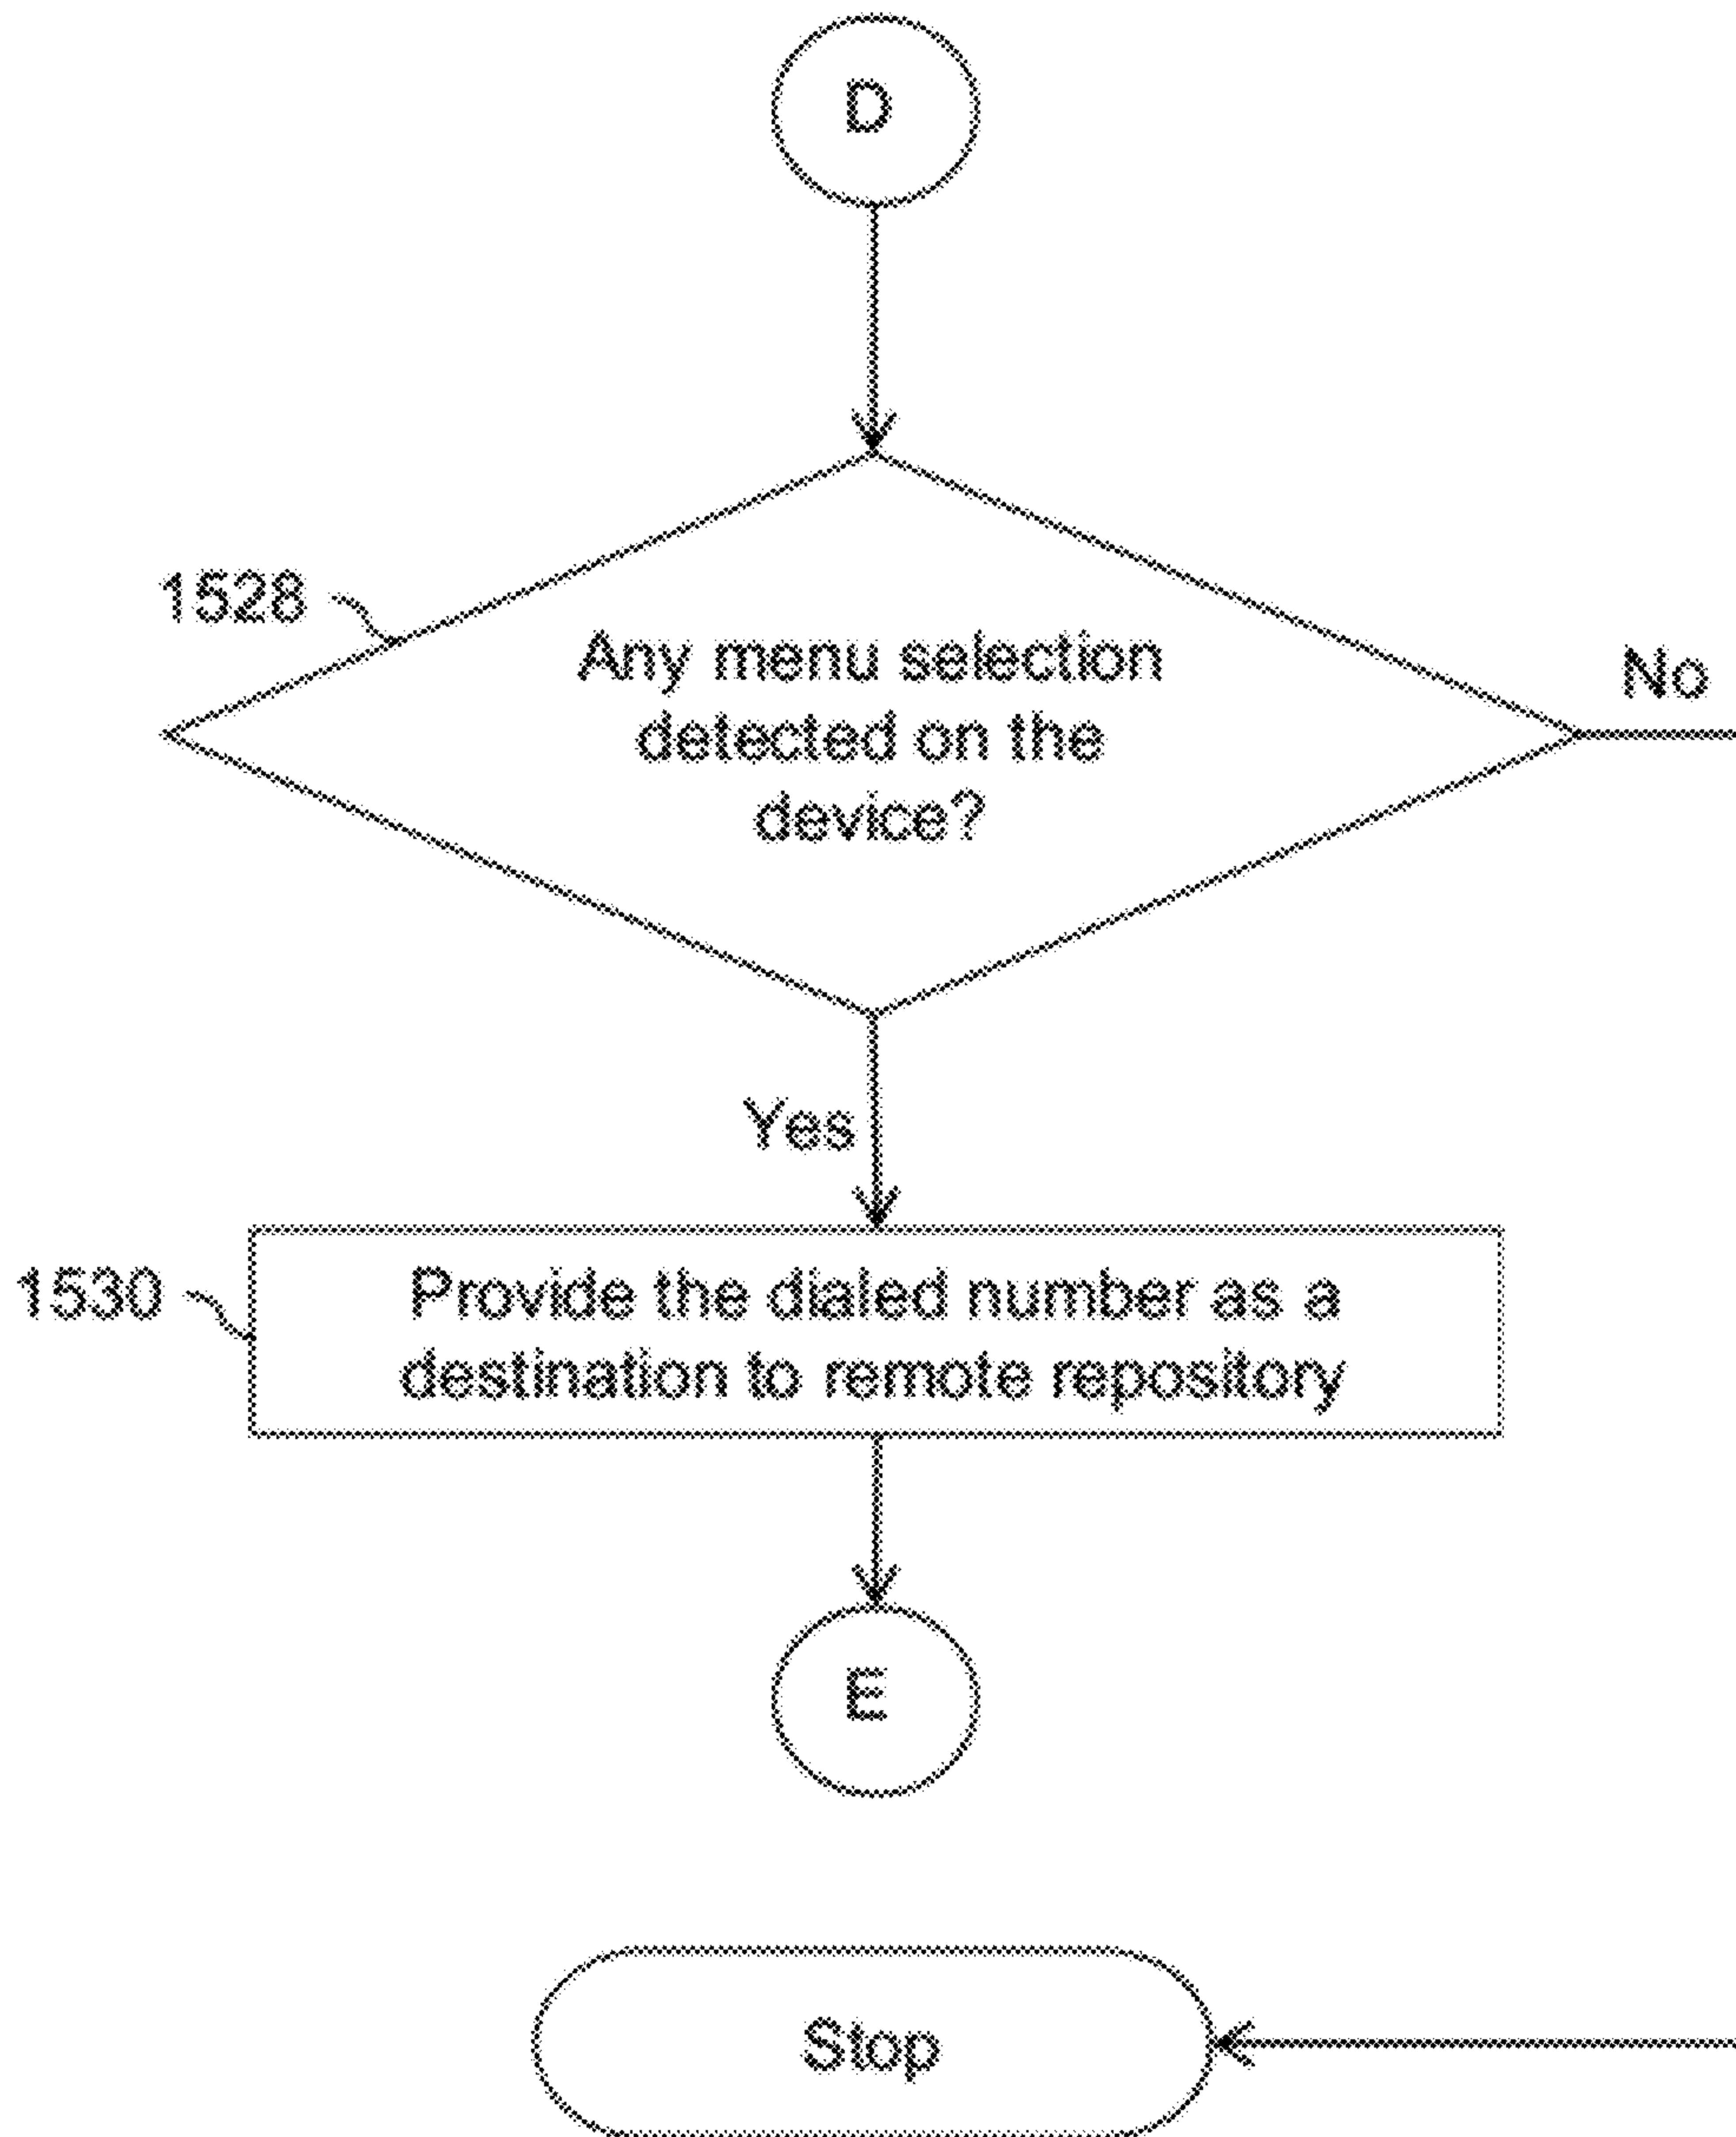 D
1528
Any menu selection
detected on the
device?
No
Yes
1530
Provide the dialed number as a
destination to remote repository
E
Stop